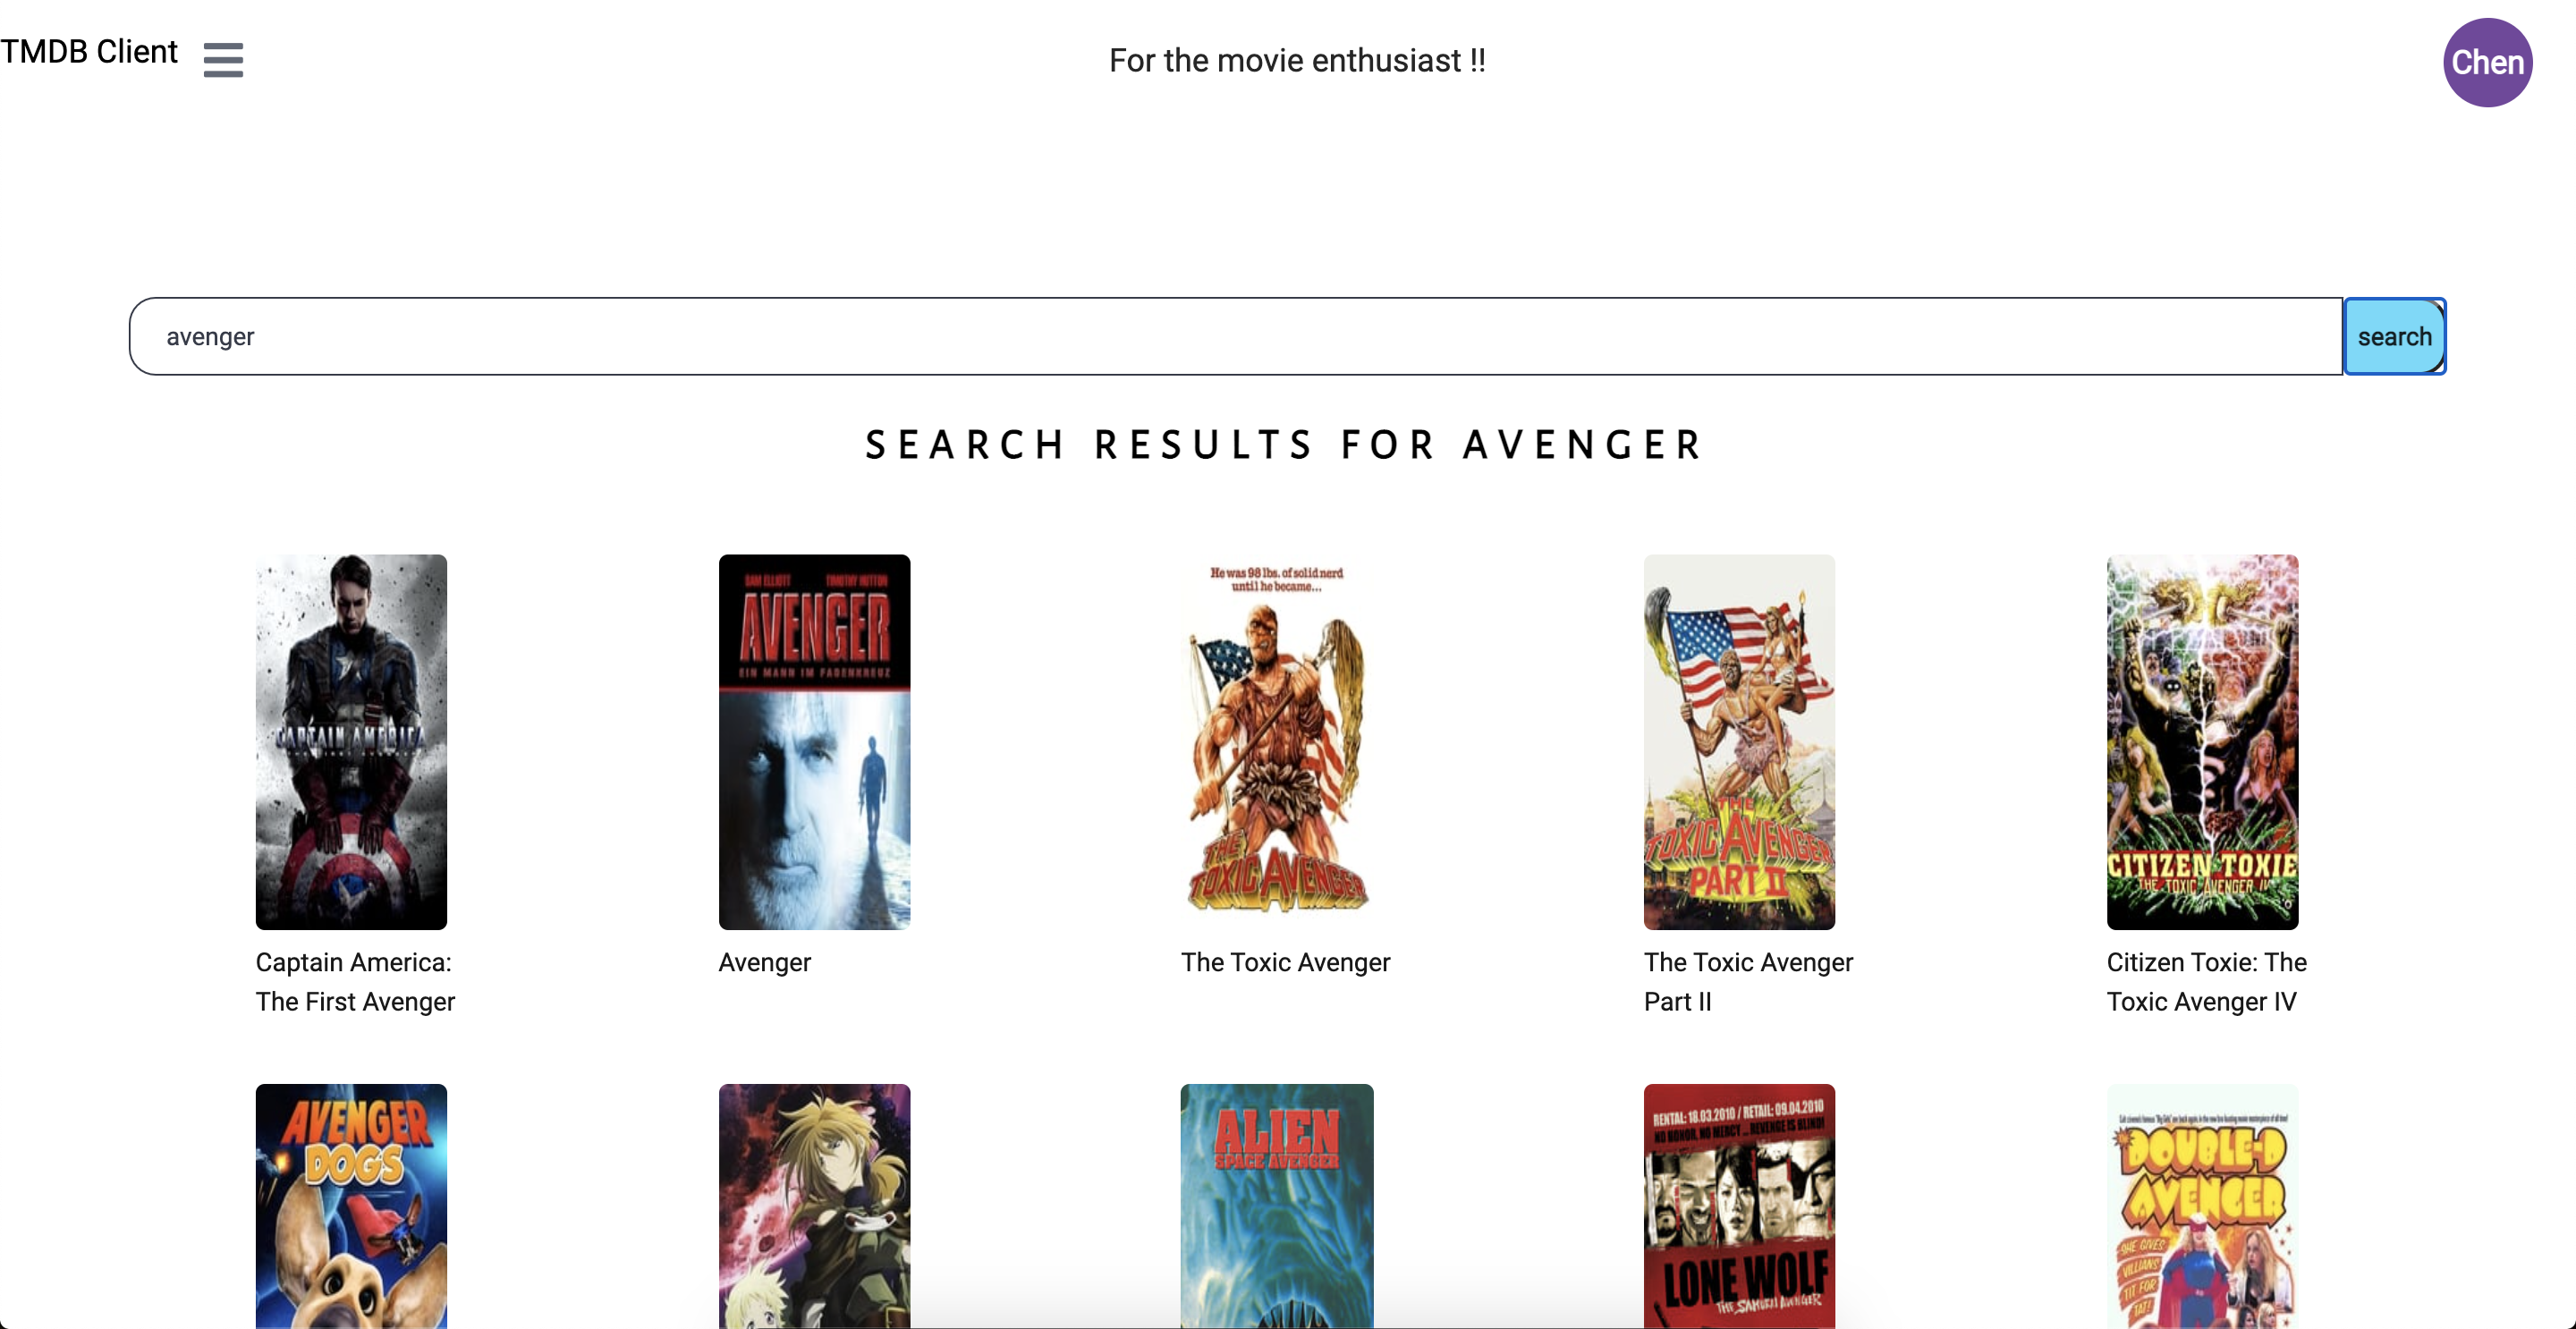 TMDB Client
For the movie enthusiast !!
Chen
avenger
search
SEARCH RESULTS FOR AVENGER
CAPTAIN AMERICA
SAM ELLIOTT TIMOTHY HUTTON
AVENGER
EIN MANN IM FADENKREUZ
He was 98 lbs. of solid nerd
until he became...
THE
TOXIC AVENGER
THE
TOXIC AVENGER
PART II
CITIZEN TOXIE
THE TOXIC AVENGER IV
Captain America:
The First Avenger
Avenger
The Toxic Avenger
The Toxic Avenger
Part II
Citizen Toxie: The
Toxic Avenger IV
AVENGER
DOGS
ALIEN
SPACE AVENGER
RENTAL: 18.03.2010 / RETAIL: 09.04.2010
NO HONOR, NO MERCY ... REVENGE IS BLIND!
LONE WOLF
THE SAMURAI AVENGER
DOUBLE-D
AVENGER
SHE GIVES
VILLIANS
TIT FOR
TAT!